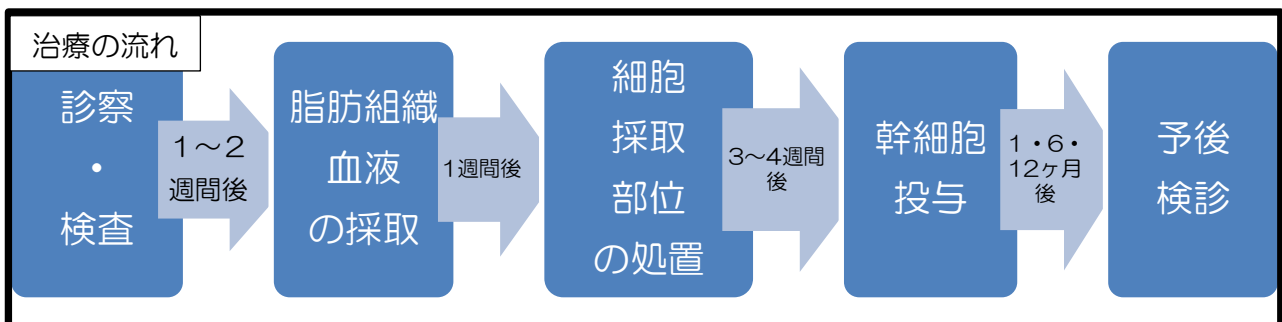 治療の流れ
診察
・
検査
１～２
週間後
脂肪組織
血液
の採取
1週間後
細胞
採取
部位
の処置
3～4週間
後
幹細胞
投与
1・6・
12ヶ月
後
予後
検診